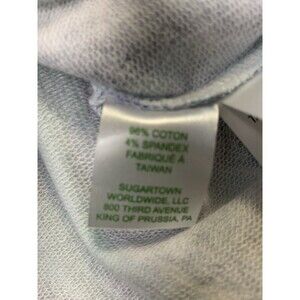 96% COTON
4% SPANDEX
FABRIQUÉ À
TAIWAN
SUGARTOWN
WORLDWIDE, LLC
800 THIRD AVENUE
KING OF PRUSSIA, PA